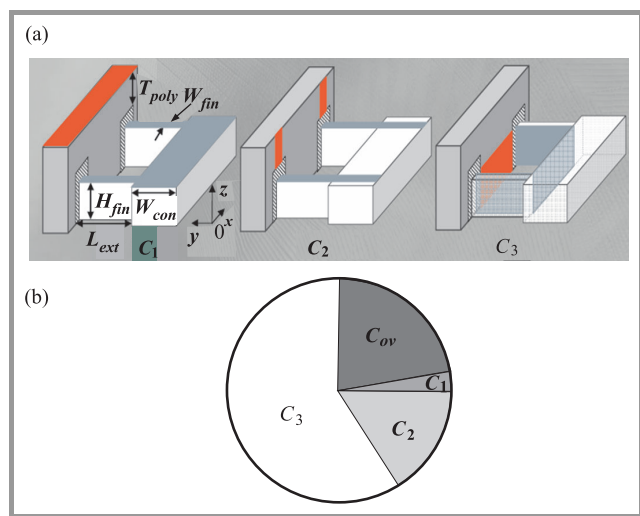 (a)
T_poly W_fin
H_fin W_con z
0 x
L_ext y
C_1 C_2 C_3
(b)
C_ov
C_1
C_3 C_2